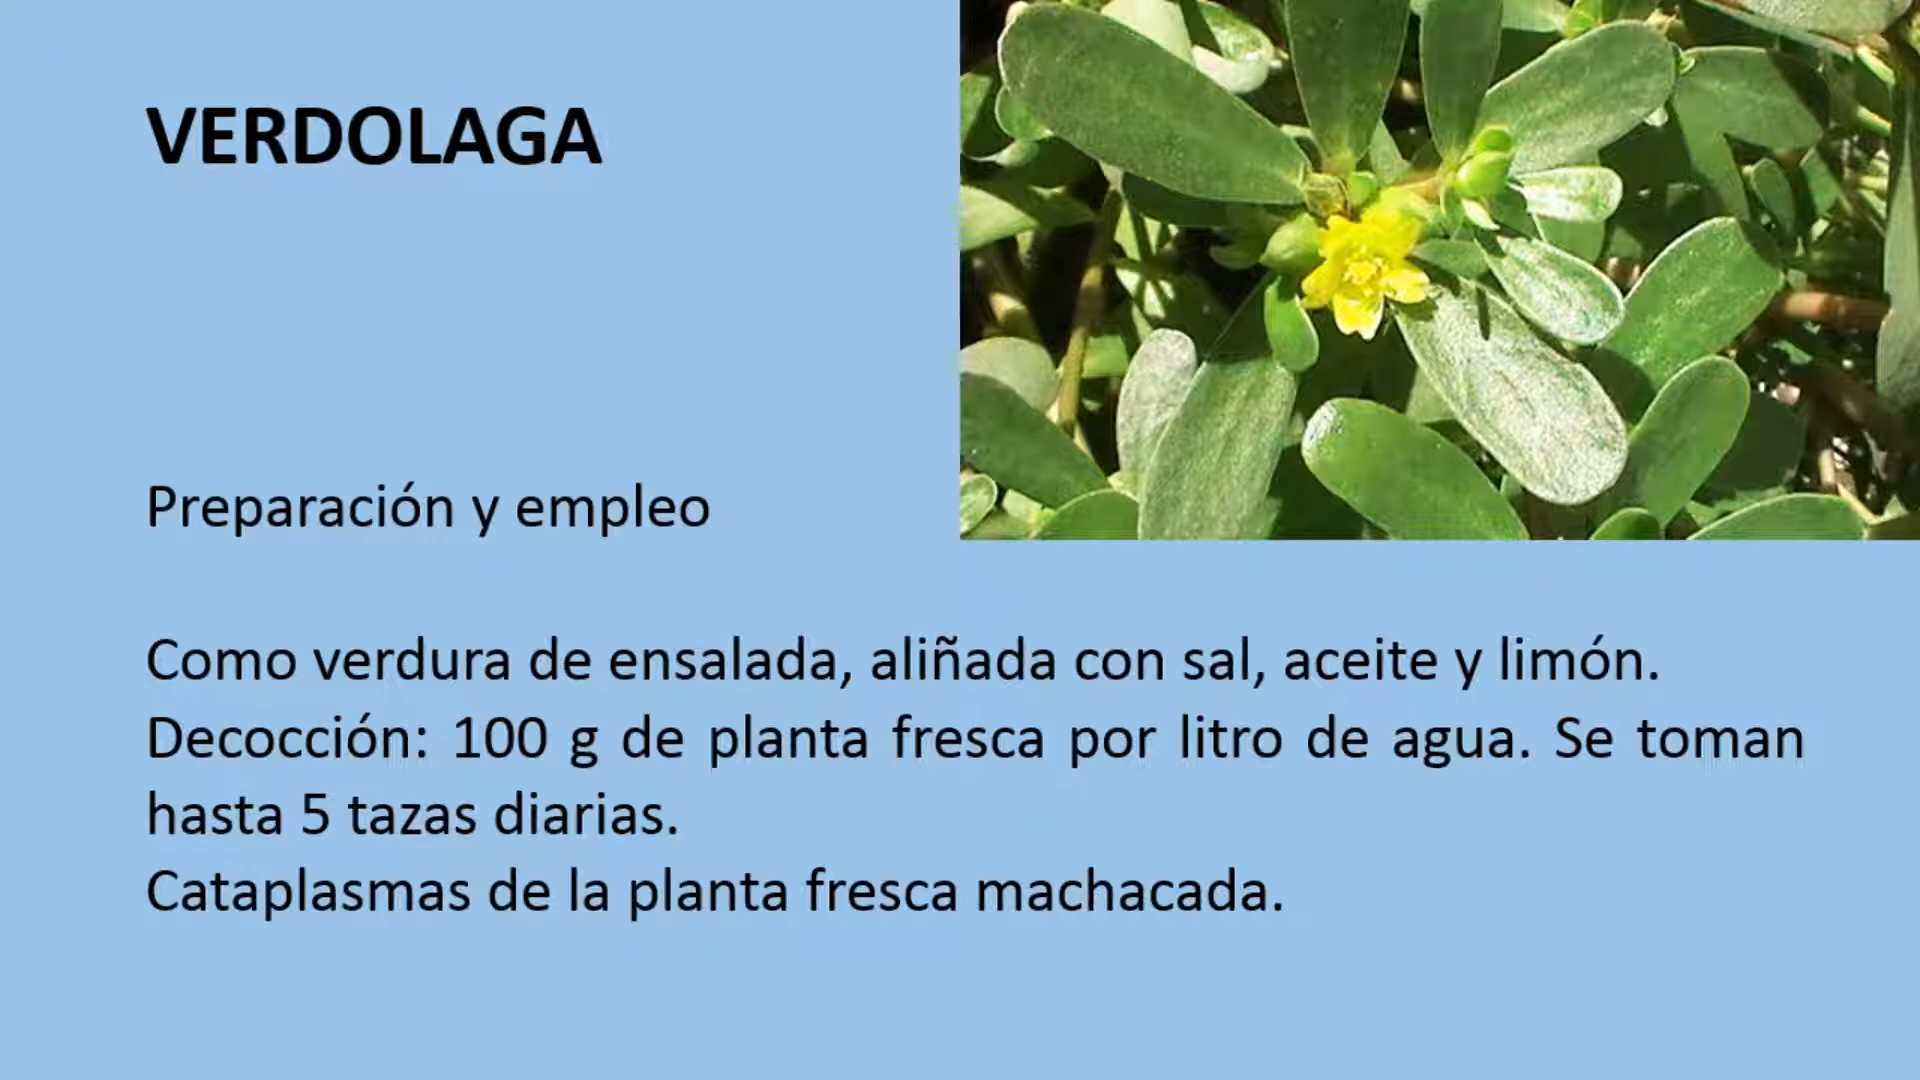 VERDOLAGA
Preparación y empleo
Como verdura de ensalada, aliñada con sal, aceite y limón.
Decocción: 100 g de planta fresca por litro de agua. Se toman
hasta 5 tazas diarias.
Cataplasmas de la planta fresca machacada.